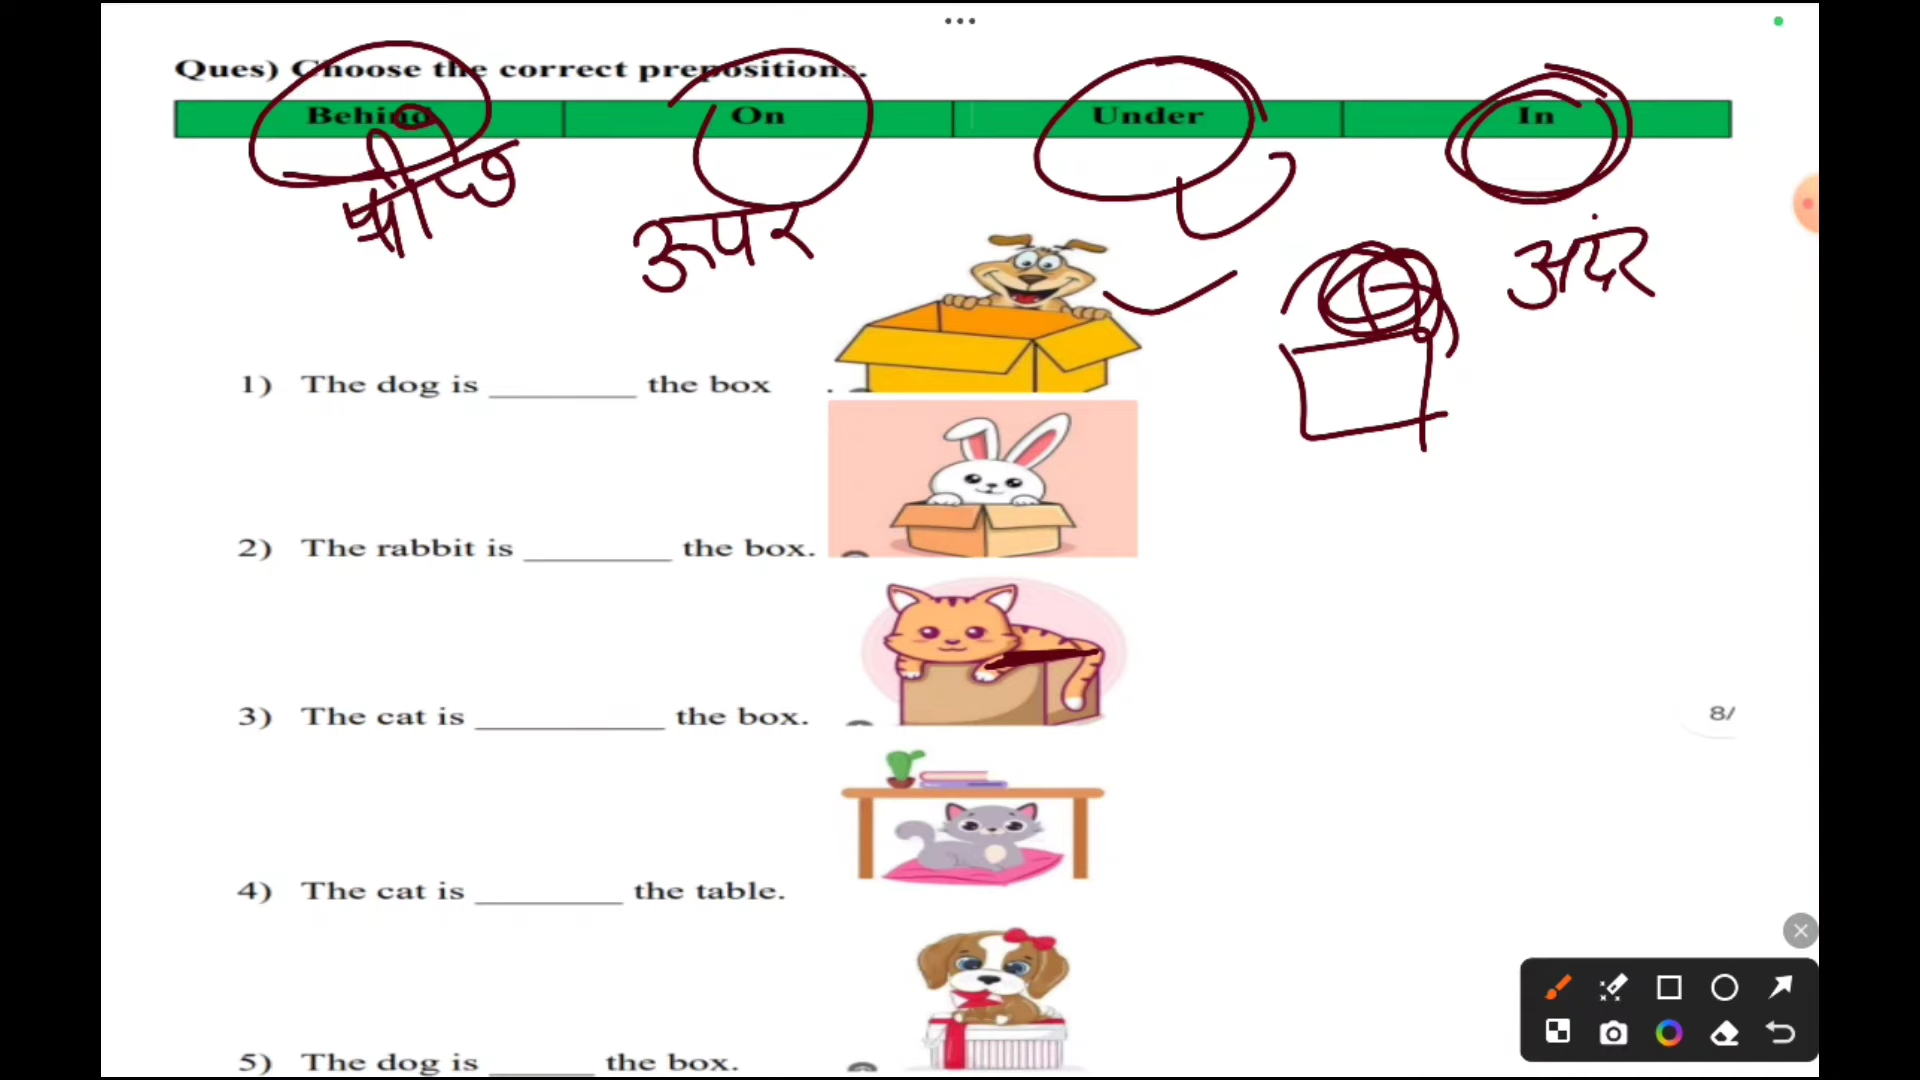 Ques) Choose the correct prepositions.
Behind On Under In
पीछे
ऊपर
अंदर
1) The dog is ________ the box .
2) The rabbit is ________ the box.
3) The cat is __________ the box.
8/
4) The cat is ________ the table.
5) The dog is ______ the box.